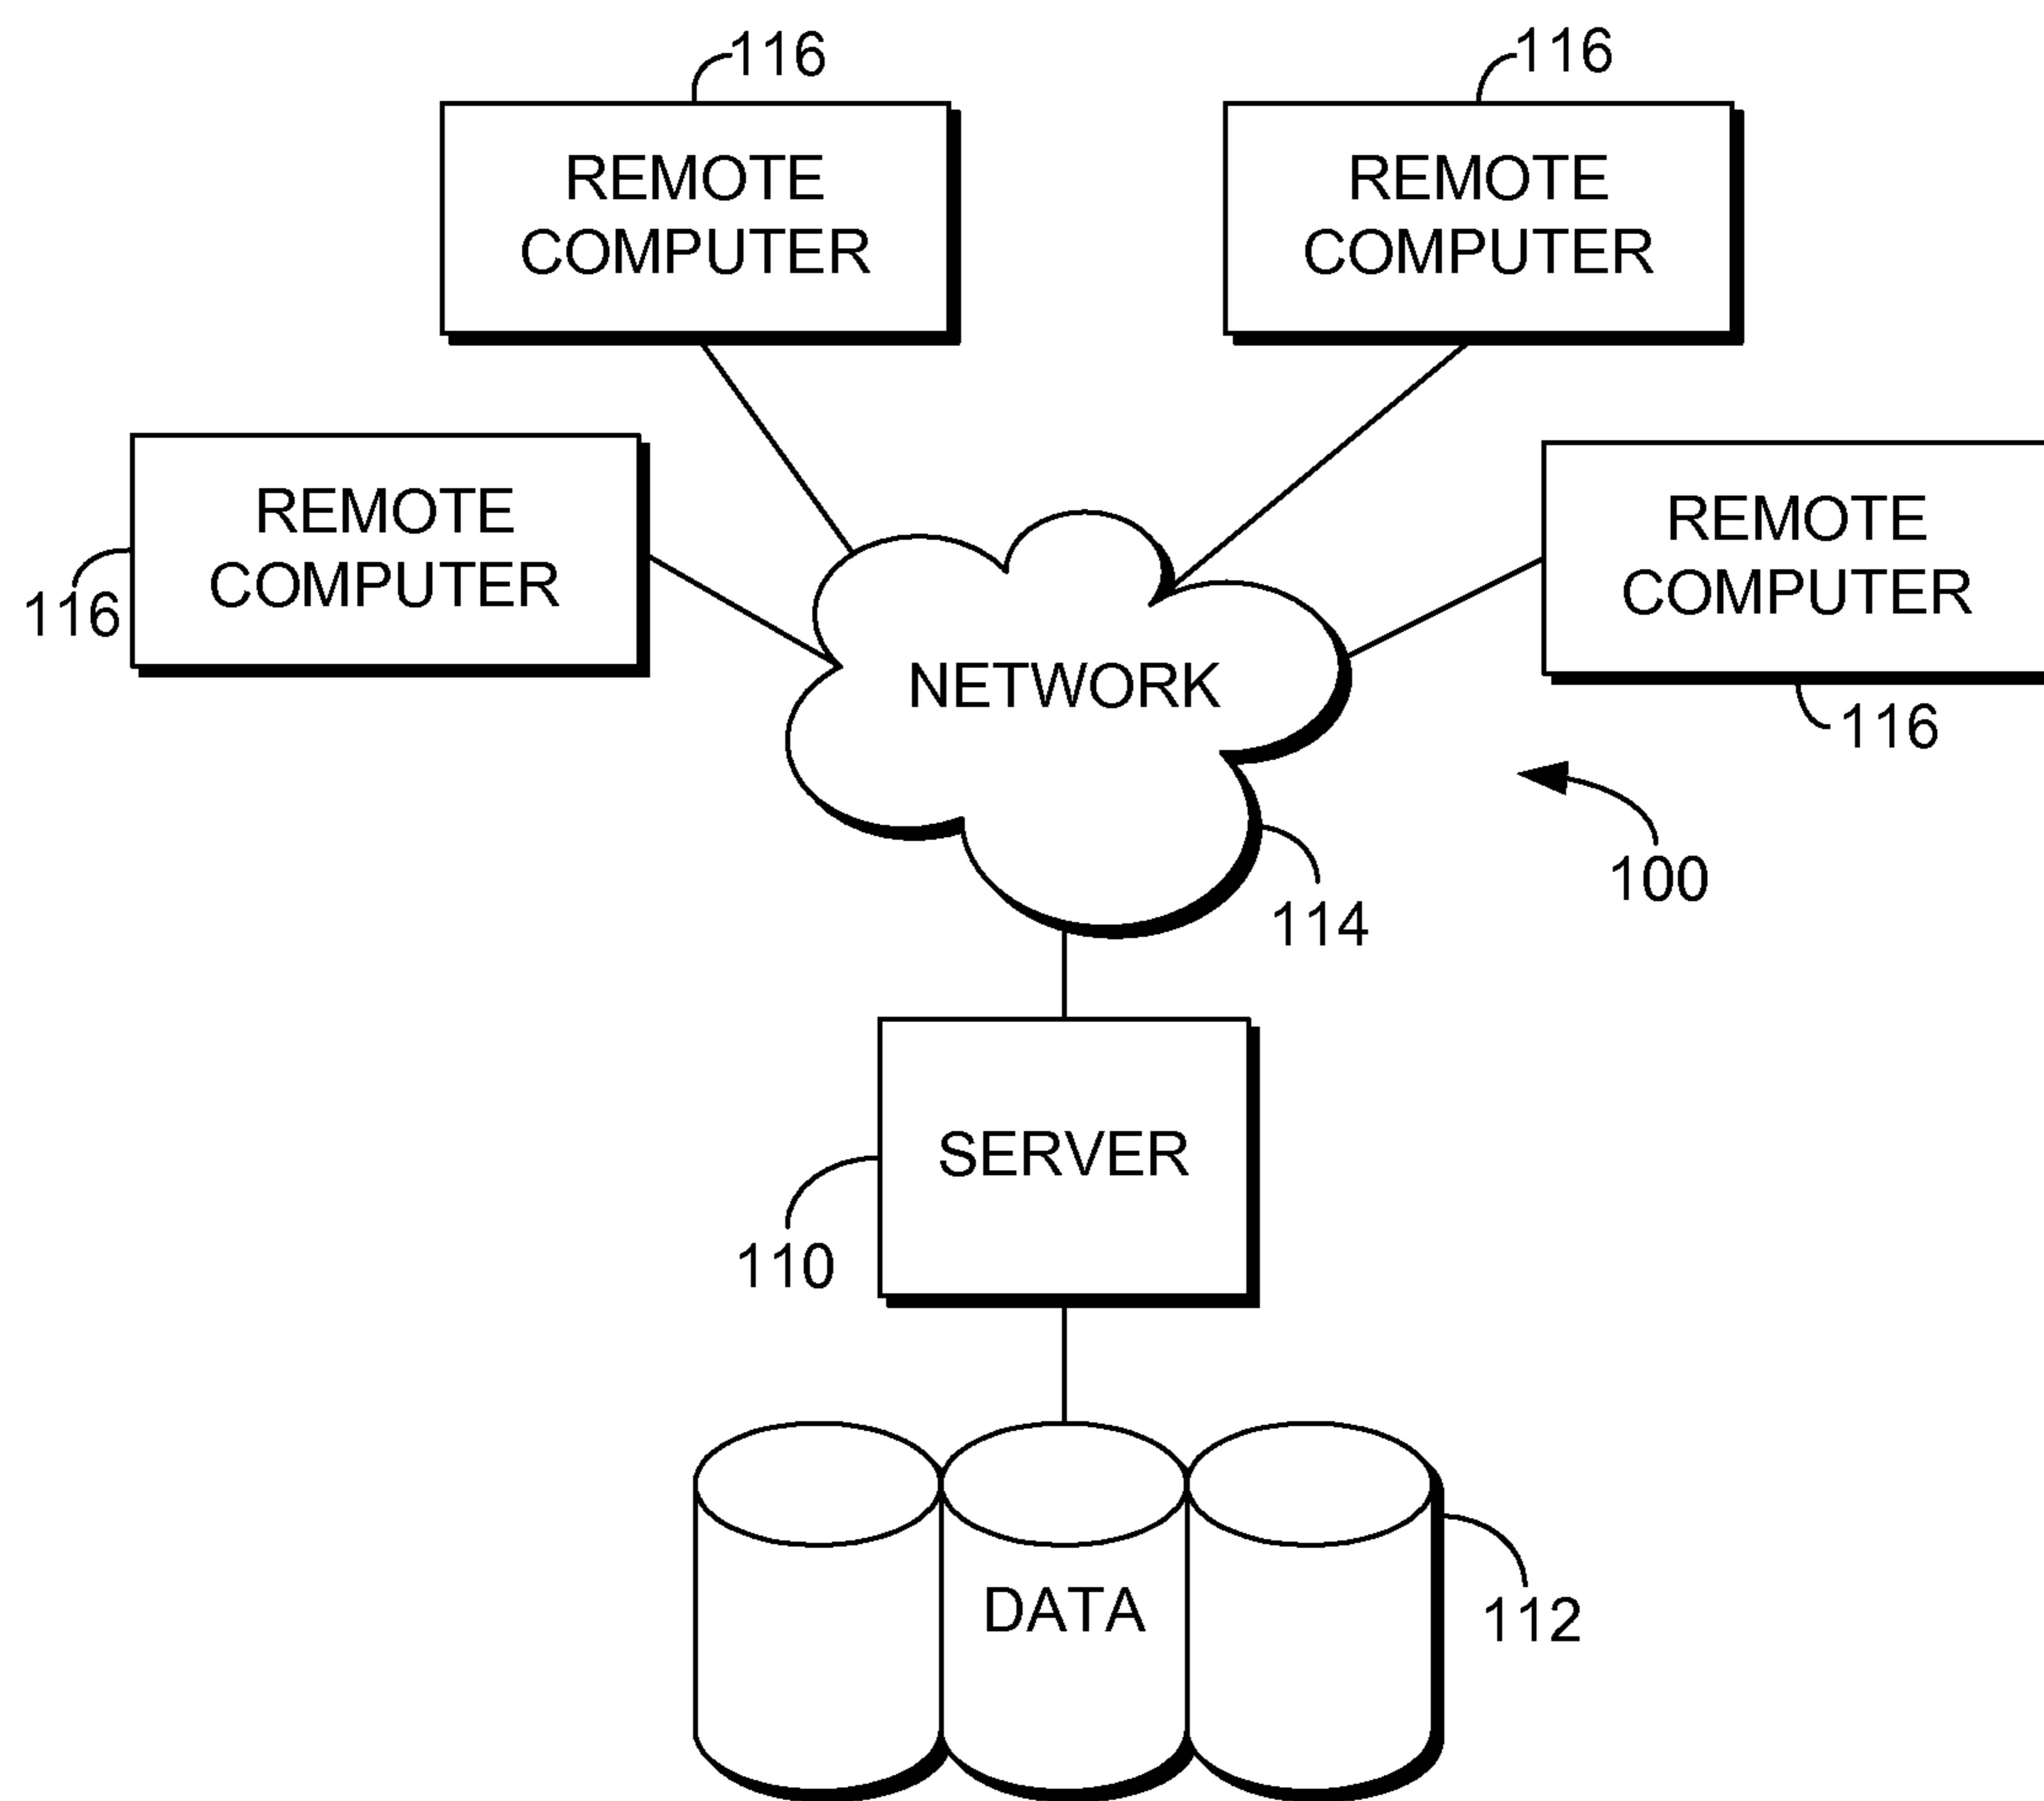 116
116
REMOTE
COMPUTER
REMOTE
COMPUTER
REMOTE
COMPUTER
116
REMOTE
COMPUTER
116
NETWORK
100
114
SERVER
110
DATA
112